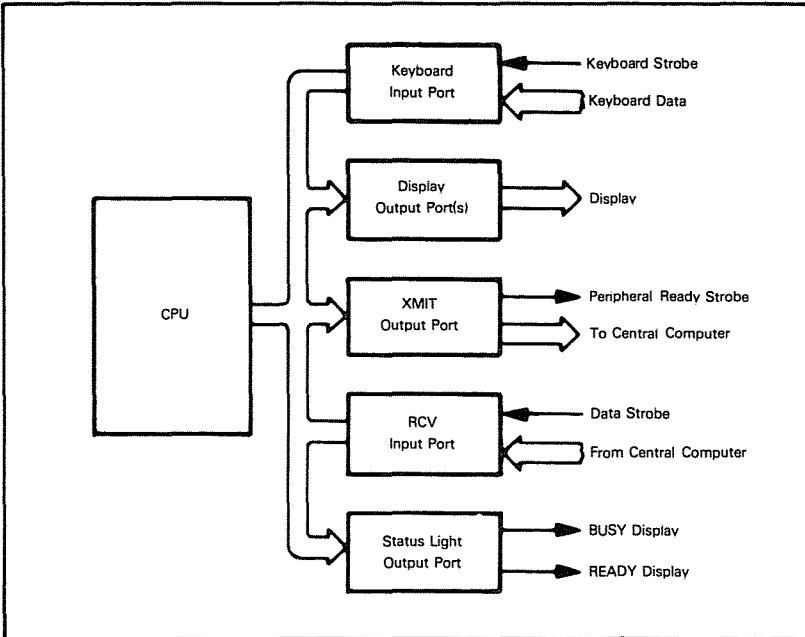 Keyboard
Input Port
Keyboard Strobe
Keyboard Data
Display
Output Port(s)
Display
CPU
XMIT
Output Port
Peripheral Ready Strobe
To Central Computer
RCV
Input Port
Data Strobe
From Central Computer
Status Light
Output Port
BUSY Display
READY Display